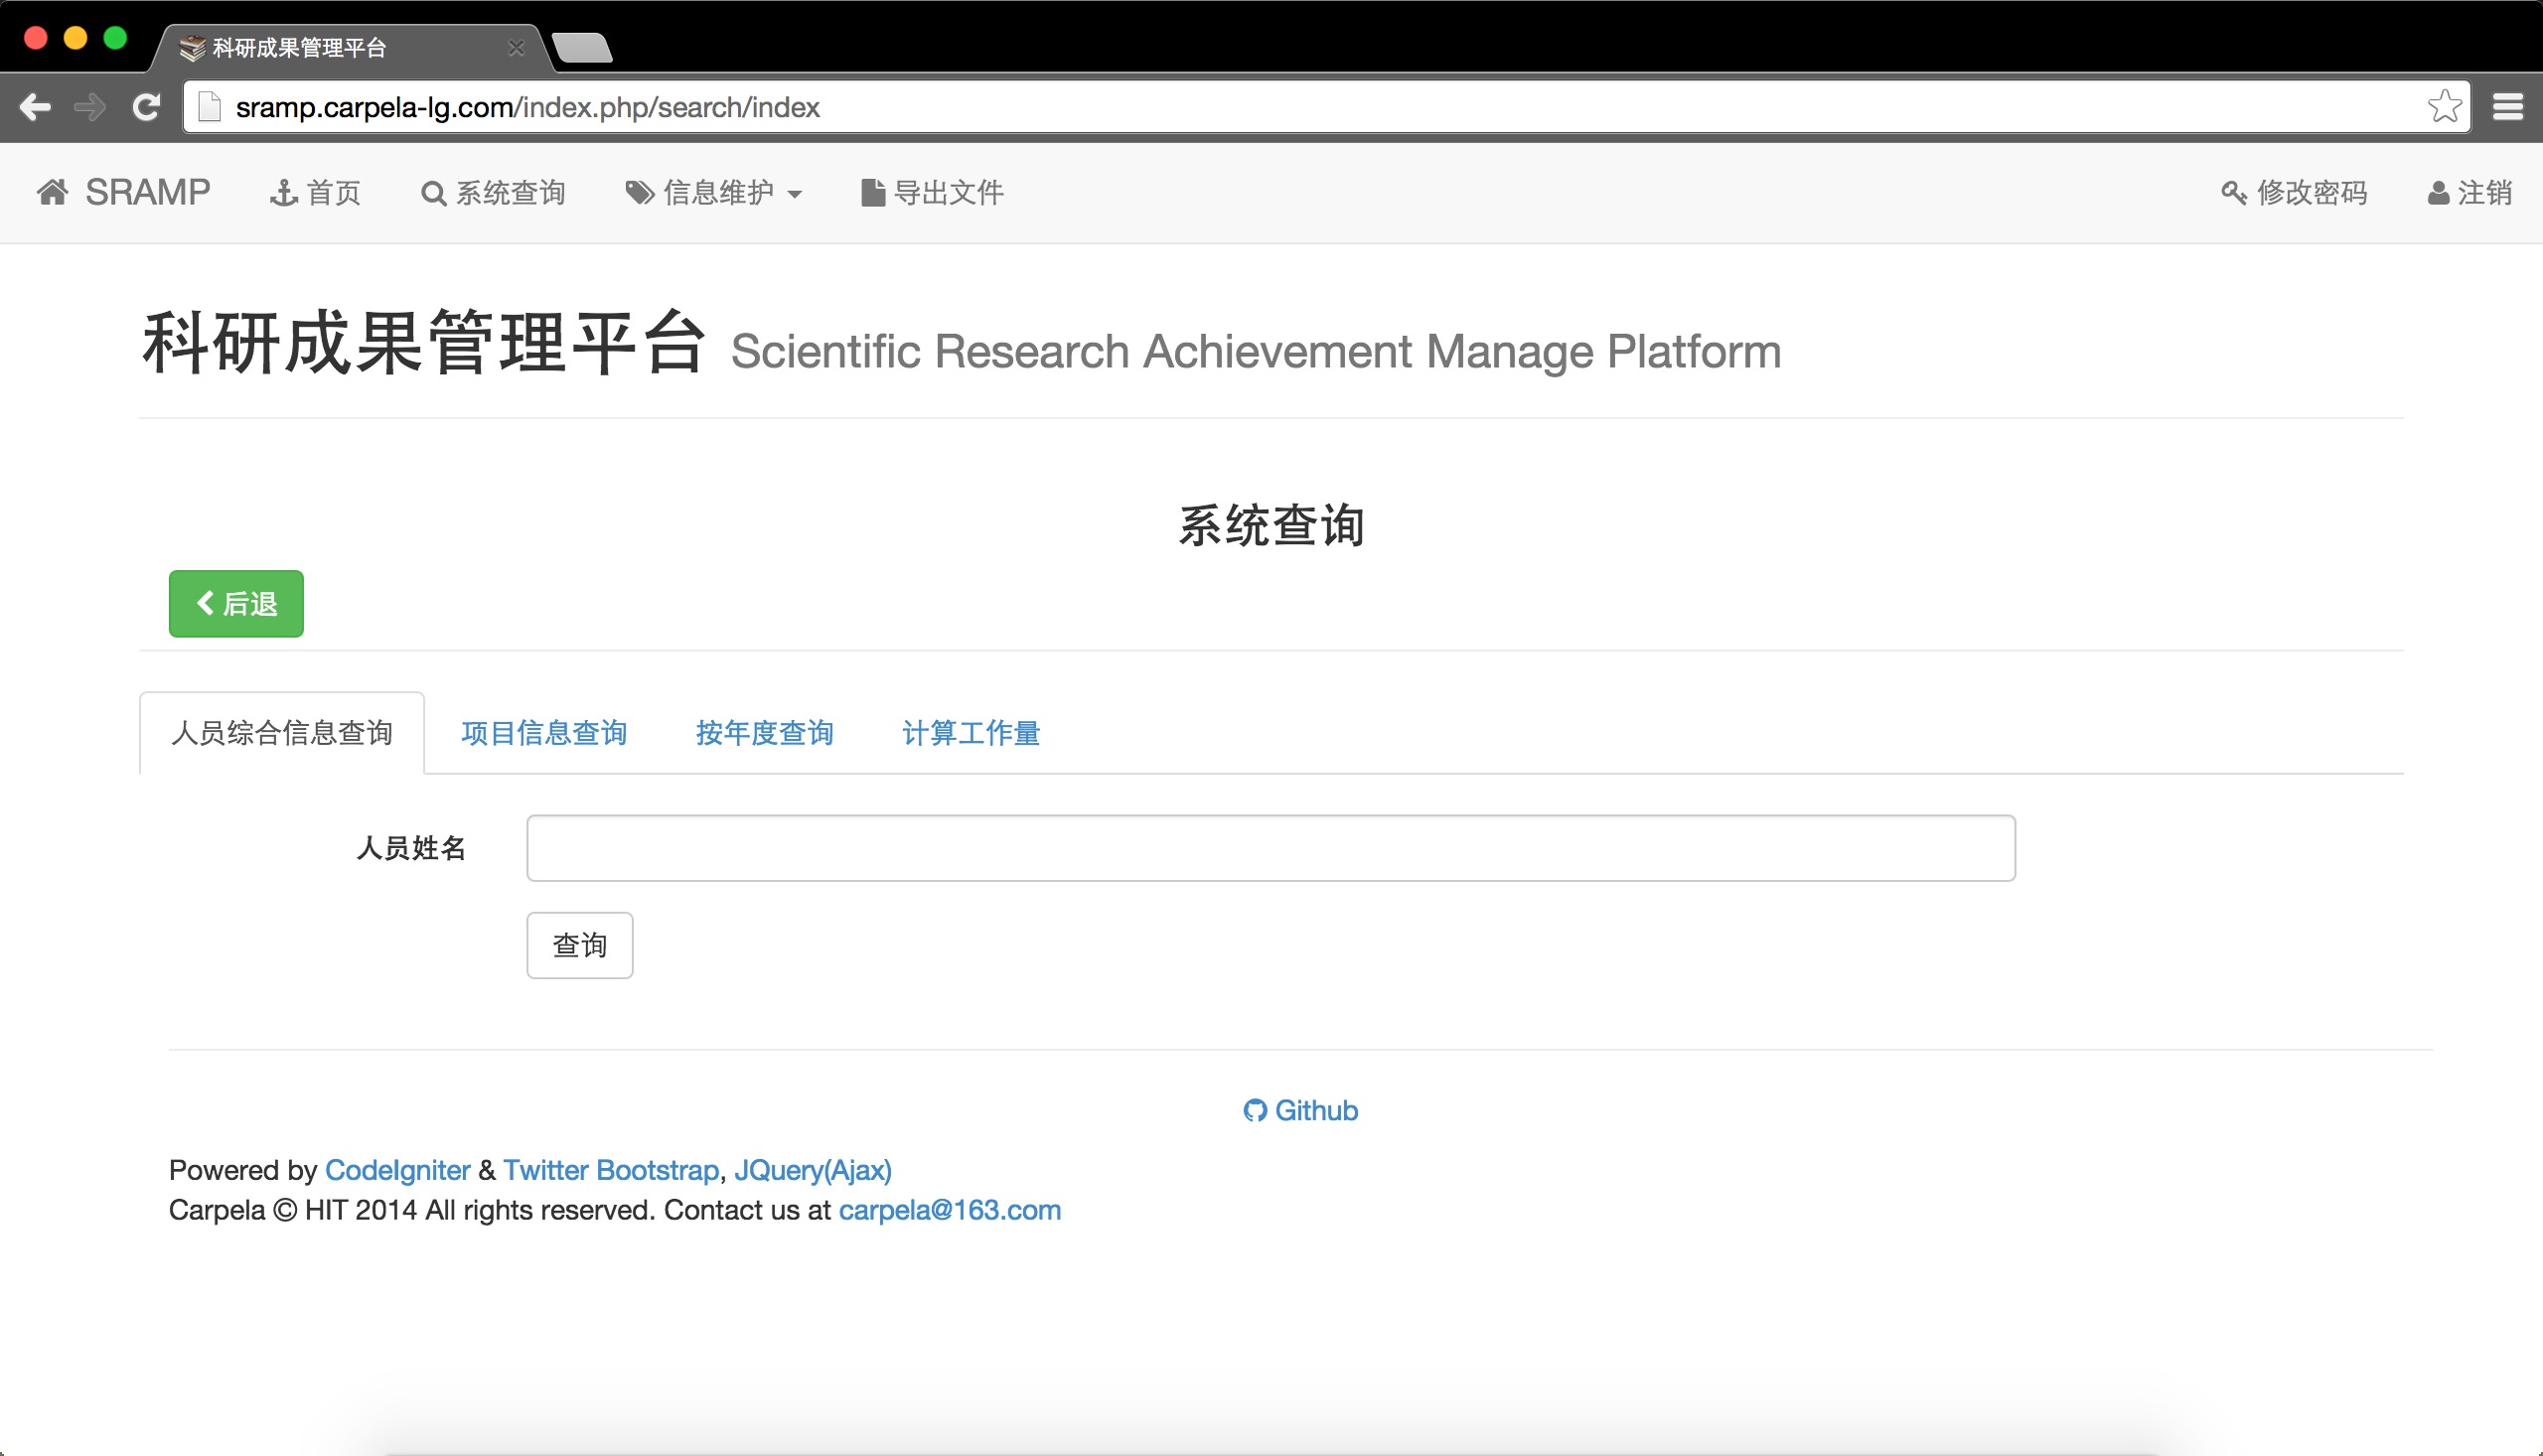 科研成果管理平台
sramp.carpela-lg.com/index.php/search/index
SRAMP 首页 系统查询 信息维护 导出文件 修改密码 注销
科研成果管理平台 Scientific Research Achievement Manage Platform
系统查询
后退
人员综合信息查询 项目信息查询 按年度查询 计算工作量
人员姓名
查询
Github
Powered by CodeIgniter & Twitter Bootstrap, JQuery(Ajax)
Carpela © HIT 2014 All rights reserved. Contact us at carpela@163.com